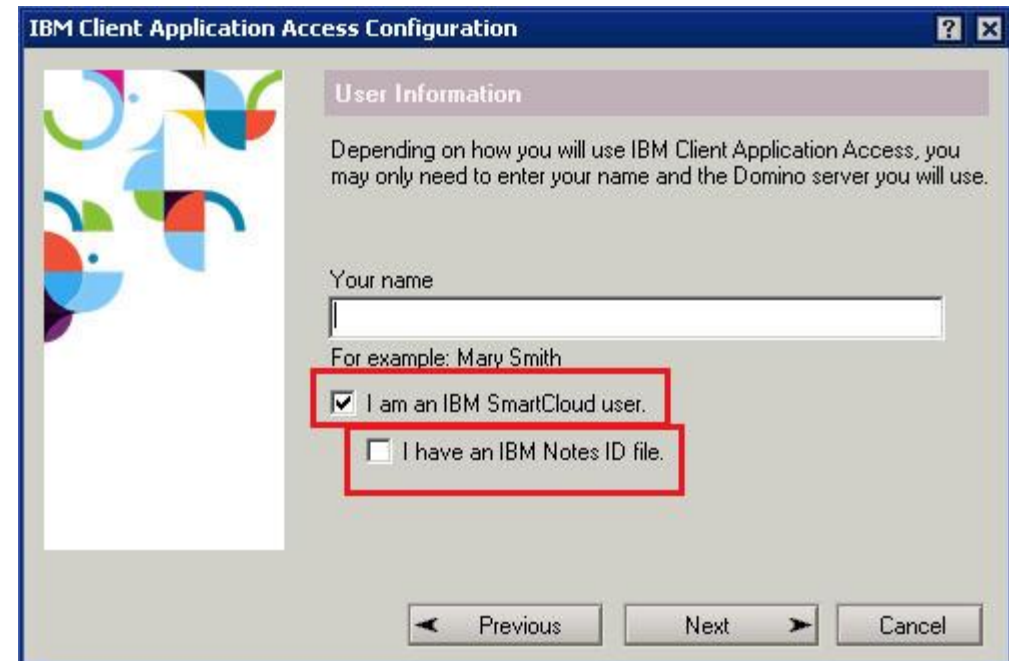 IBM Client Application Access Configuration
User Information
Depending on how you will use IBM Client Application Access, you
may only need to enter your name and the Domino server you will use.
Your name
For example: Mary Smith
I am an IBM SmartCloud user.
I have an IBM Notes ID file.
Previous Next Cancel